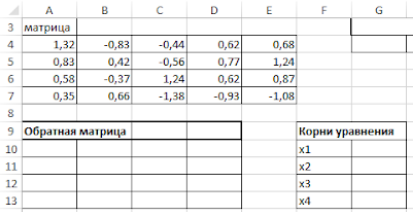 A B C D E F G
3 матрица
4 1,32 -0,83 -0,44 0,62 0,68
5 0,83 0,42 -0,56 0,77 1,24
6 0,58 -0,37 1,24 0,62 0,87
7 0,35 0,66 -1,38 -0,93 -1,08
8
9 Обратная матрица Корни уравнения
10 x1
11 x2
12 x3
13 x4